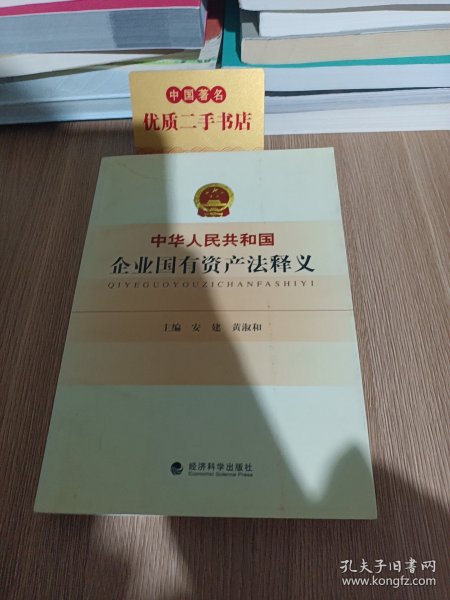 中国著名
优质二手书店
中华人民共和国
企业国有资产法释义
QIYEGUOYOUZICHANFASHIYI
主编 安建 黄淑和
经济科学出版社
Economic Science Press
孔夫子旧书网
www.kongfz.com